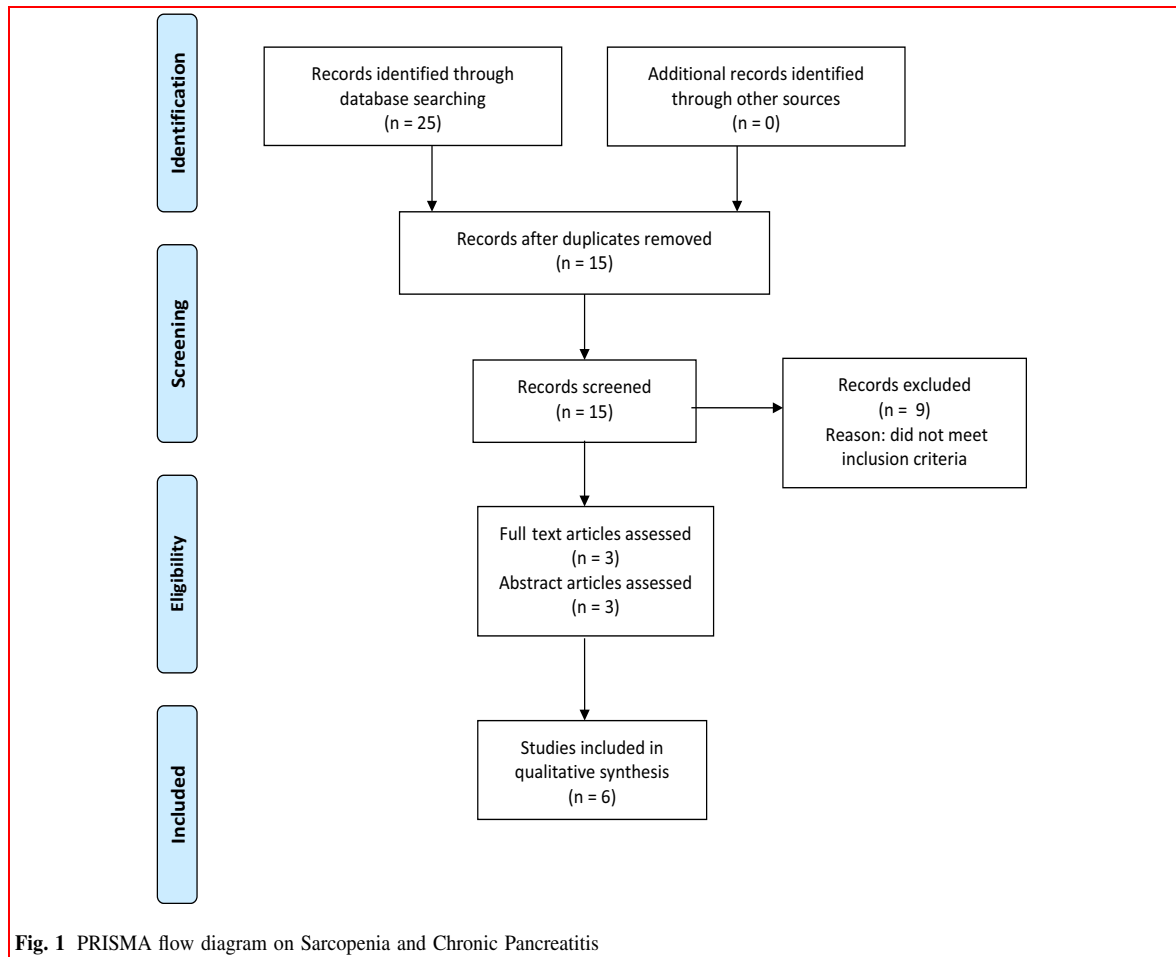 Identification
Records identified through
database searching
(n = 25)
Additional records identified
through other sources
(n = 0)
Records after duplicates removed
(n = 15)
Screening
Records screened
(n = 15)
Records excluded
(n = 9)
Reason: did not meet
inclusion criteria
Eligibility
Full text articles assessed
(n = 3)
Abstract articles assessed
(n = 3)
Included
Studies included in
qualitative synthesis
(n = 6)
Fig. 1 PRISMA flow diagram on Sarcopenia and Chronic Pancreatitis